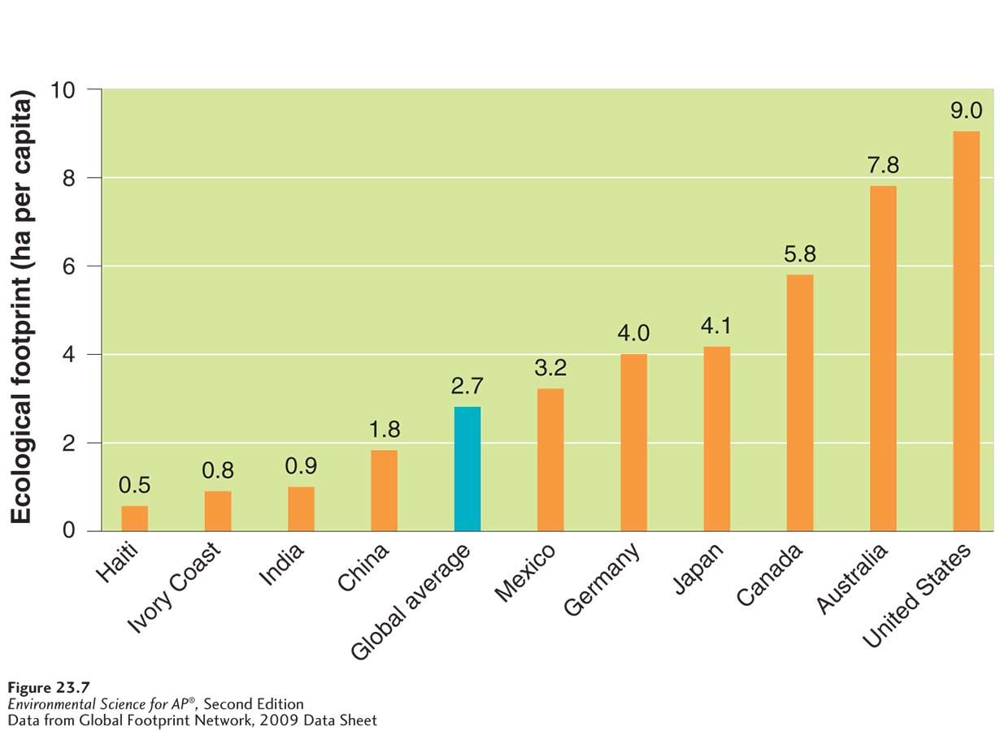 Ecological footprint (ha per capita)
10
8
6
4
2
0
0.5
0.8
0.9
1.8
2.7
3.2
4.0
4.1
5.8
7.8
9.0
Haiti
Ivory Coast
India
China
Global average
Mexico
Germany
Japan
Canada
Australia
United States
Figure 23.7
Environmental Science for AP®, Second Edition
Data from Global Footprint Network, 2009 Data Sheet